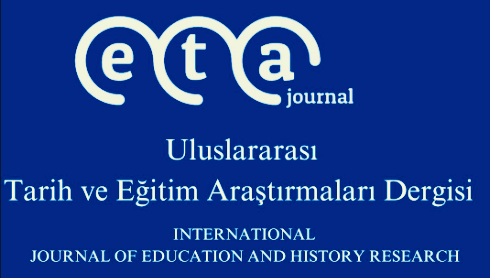 eta
journal
Uluslararası
Tarih ve Eğitim Araştırmaları Dergisi
INTERNATIONAL
JOURNAL OF EDUCATION AND HISTORY RESEARCH